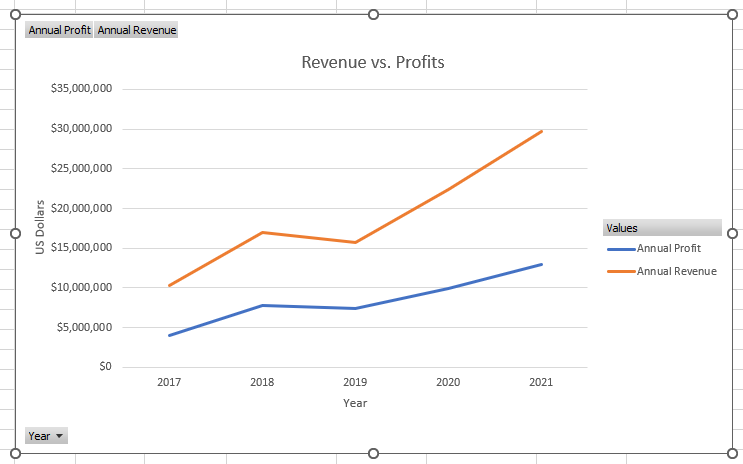 Annual Profit Annual Revenue
Revenue vs. Profits
$35,000,000
$30,000,000
$25,000,000
$20,000,000
$15,000,000
$10,000,000
$5,000,000
$0
US Dollars
2017 2018 2019 2020 2021
Year
Values
Annual Profit
Annual Revenue
Year